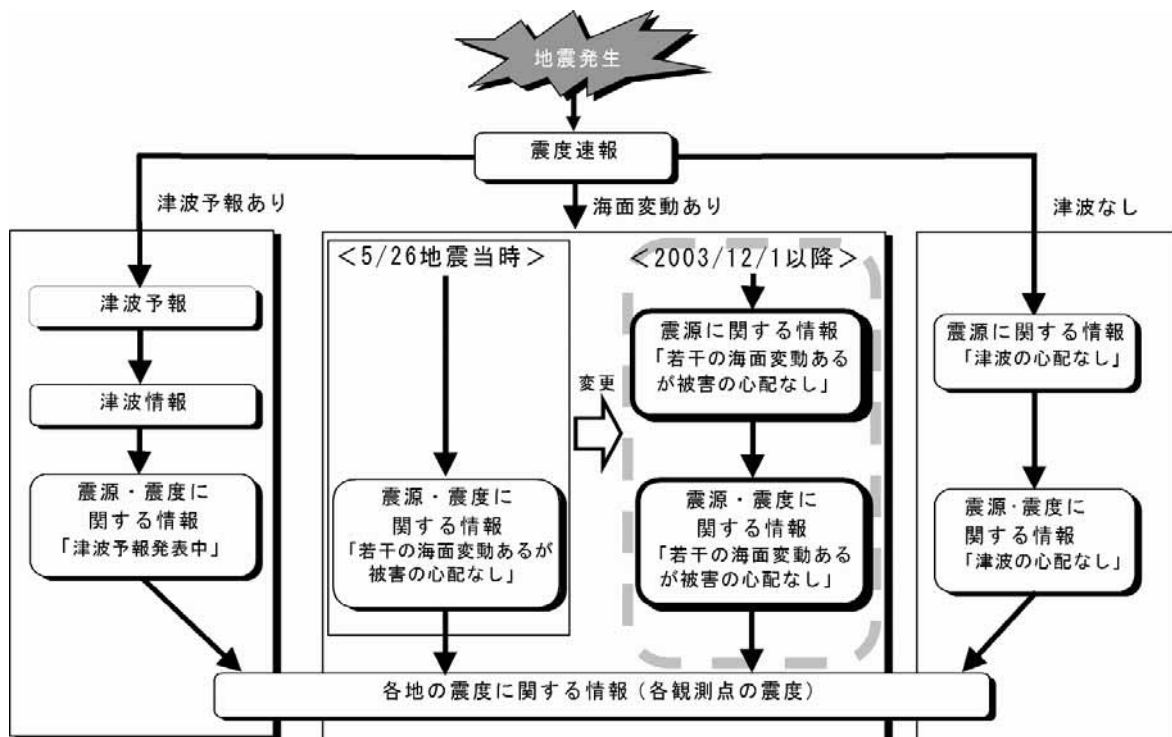 地震発生
震度速報
津波予報あり
海面変動あり
津波なし
津波予報
津波情報
震源・震度に
関する情報
「津波予報発表中」
＜5/26地震当時＞
震源・震度に
関する情報
「若干の海面変動あるが
被害の心配なし」
変更
＜2003/12/1以降＞
震源に関する情報
「若干の海面変動ある
が被害の心配なし」
震源・震度に
関する情報
「若干の海面変動ある
が被害の心配なし」
震源に関する情報
「津波の心配なし」
震源・震度に
関する情報
「津波の心配なし」
各地の震度に関する情報（各観測点の震度）